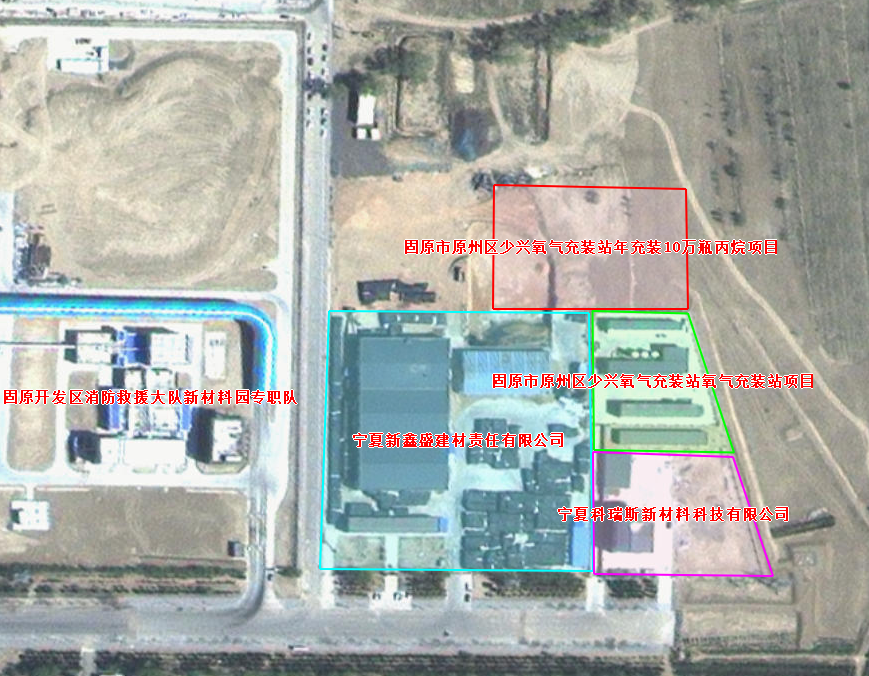 固原市原州区少兴氧气充装站年充装10万瓶丙烷项目
固原市原州区少兴氧气充装站氧气充装站项目
固原开发区消防救援大队新材料园专职队
宁夏新鑫盛建材责任有限公司
宁夏科瑞斯新材料科技有限公司